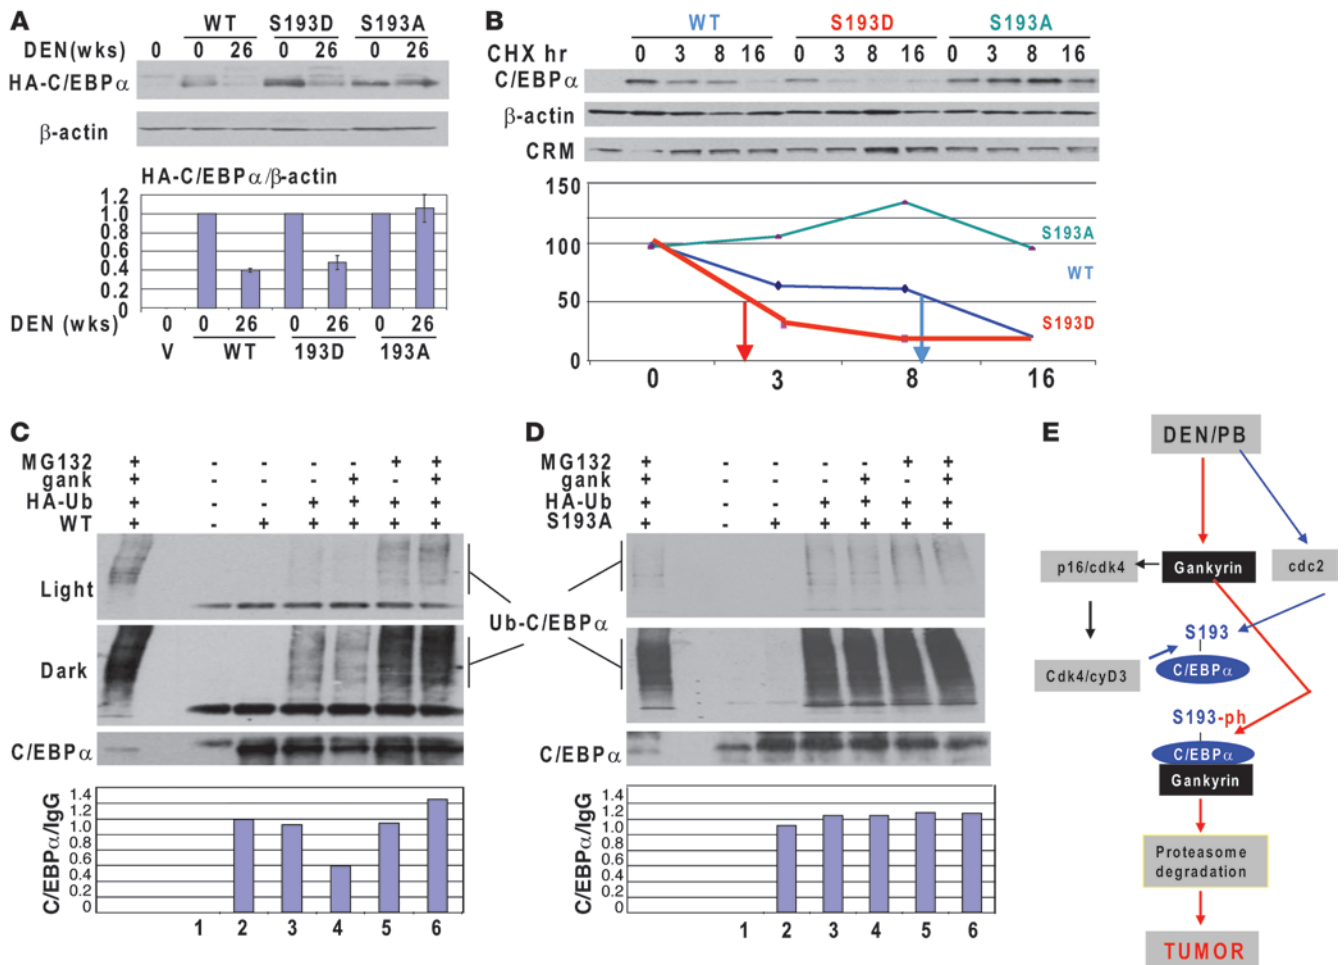 A
WT S193D S193A
DEN(wks) 0 0 26 0 26 0 26
HA-C/EBPα
β-actin
HA-C/EBPα/β-actin
1.2
1.0
0.8
0.6
0.4
0.2
0
DEN (wks) 0 0 26 0 26 0 26
V WT 193D 193A
B
WT S193D S193A
CHX hr 0 3 8 16 0 3 8 16 0 3 8 16
C/EBPα
β-actin
CRM
150
100
50
0
S193A
WT
S193D
0 3 8 16
C
MG132 + - - - - + +
gank + - - - + - +
HA-Ub + - - + + + +
WT + - + + + + +
Light
Dark
C/EBPα
Ub-C/EBPα
C/EBPα/IgG
1.4
1.2
1.0
0.8
0.6
0.4
0.2
0
1 2 3 4 5 6
D
MG132 + - - - - + +
gank + - - - + - +
HA-Ub + - - + + + +
S193A + - + + + + +
C/EBPα
C/EBPα/IgG
1.4
1.2
1.0
0.8
0.6
0.4
0.2
0
1 2 3 4 5 6
E
DEN/PB
p16/cdk4 Gankyrin cdc2
S193
C/EBPα
Cdk4/cyD3
S193-ph
C/EBPα
Gankyrin
Proteasome
degradation
TUMOR